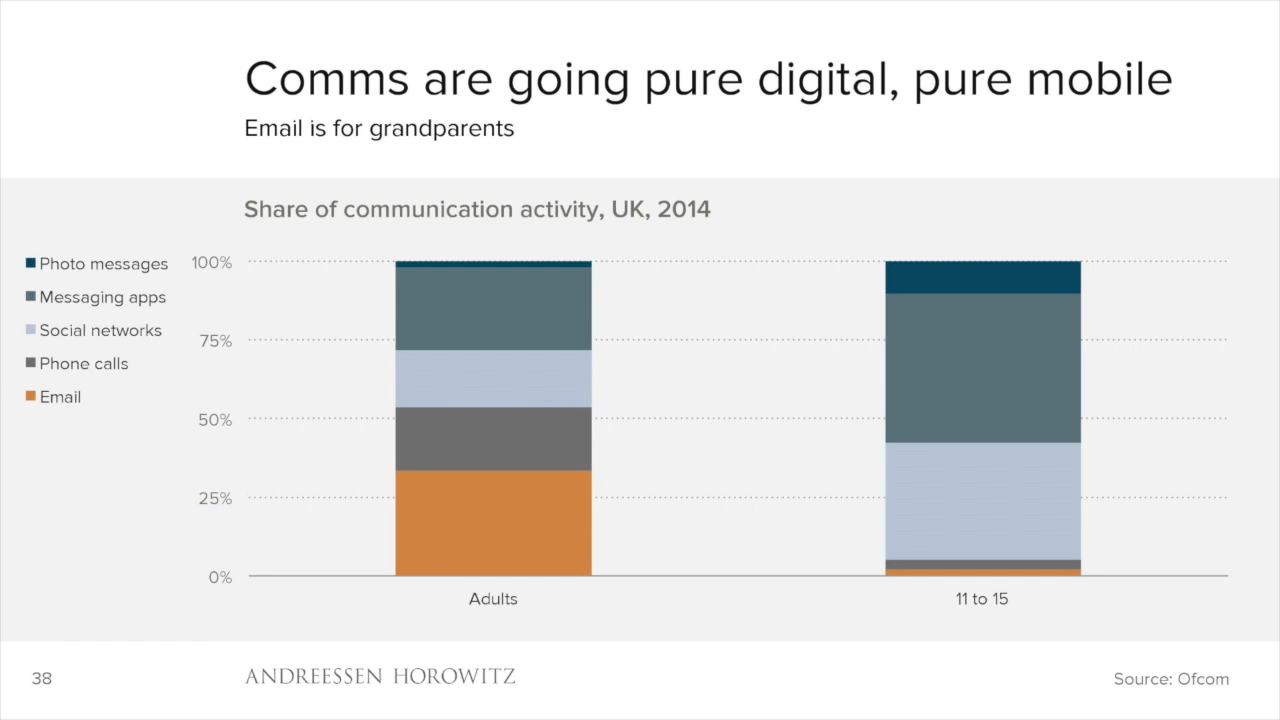 Comms are going pure digital, pure mobile
Email is for grandparents
Share of communication activity, UK, 2014
Photo messages
Messaging apps
Social networks
Phone calls
Email
100%
75%
50%
25%
0%
Adults
11 to 15
38
ANDREESSEN HOROWITZ
Source: Ofcom